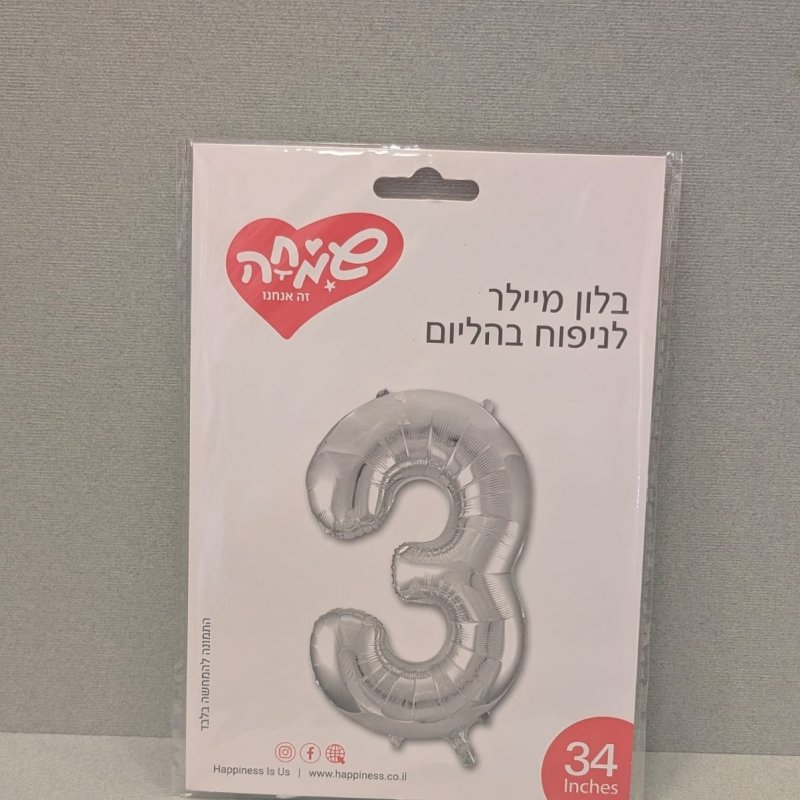 שמחה
זה אנחנו
בלון מיילר
לניפוח בהליום
3
התמונה להמחשה בלבד
Happiness Is Us | www.happiness.co.il
34
Inches